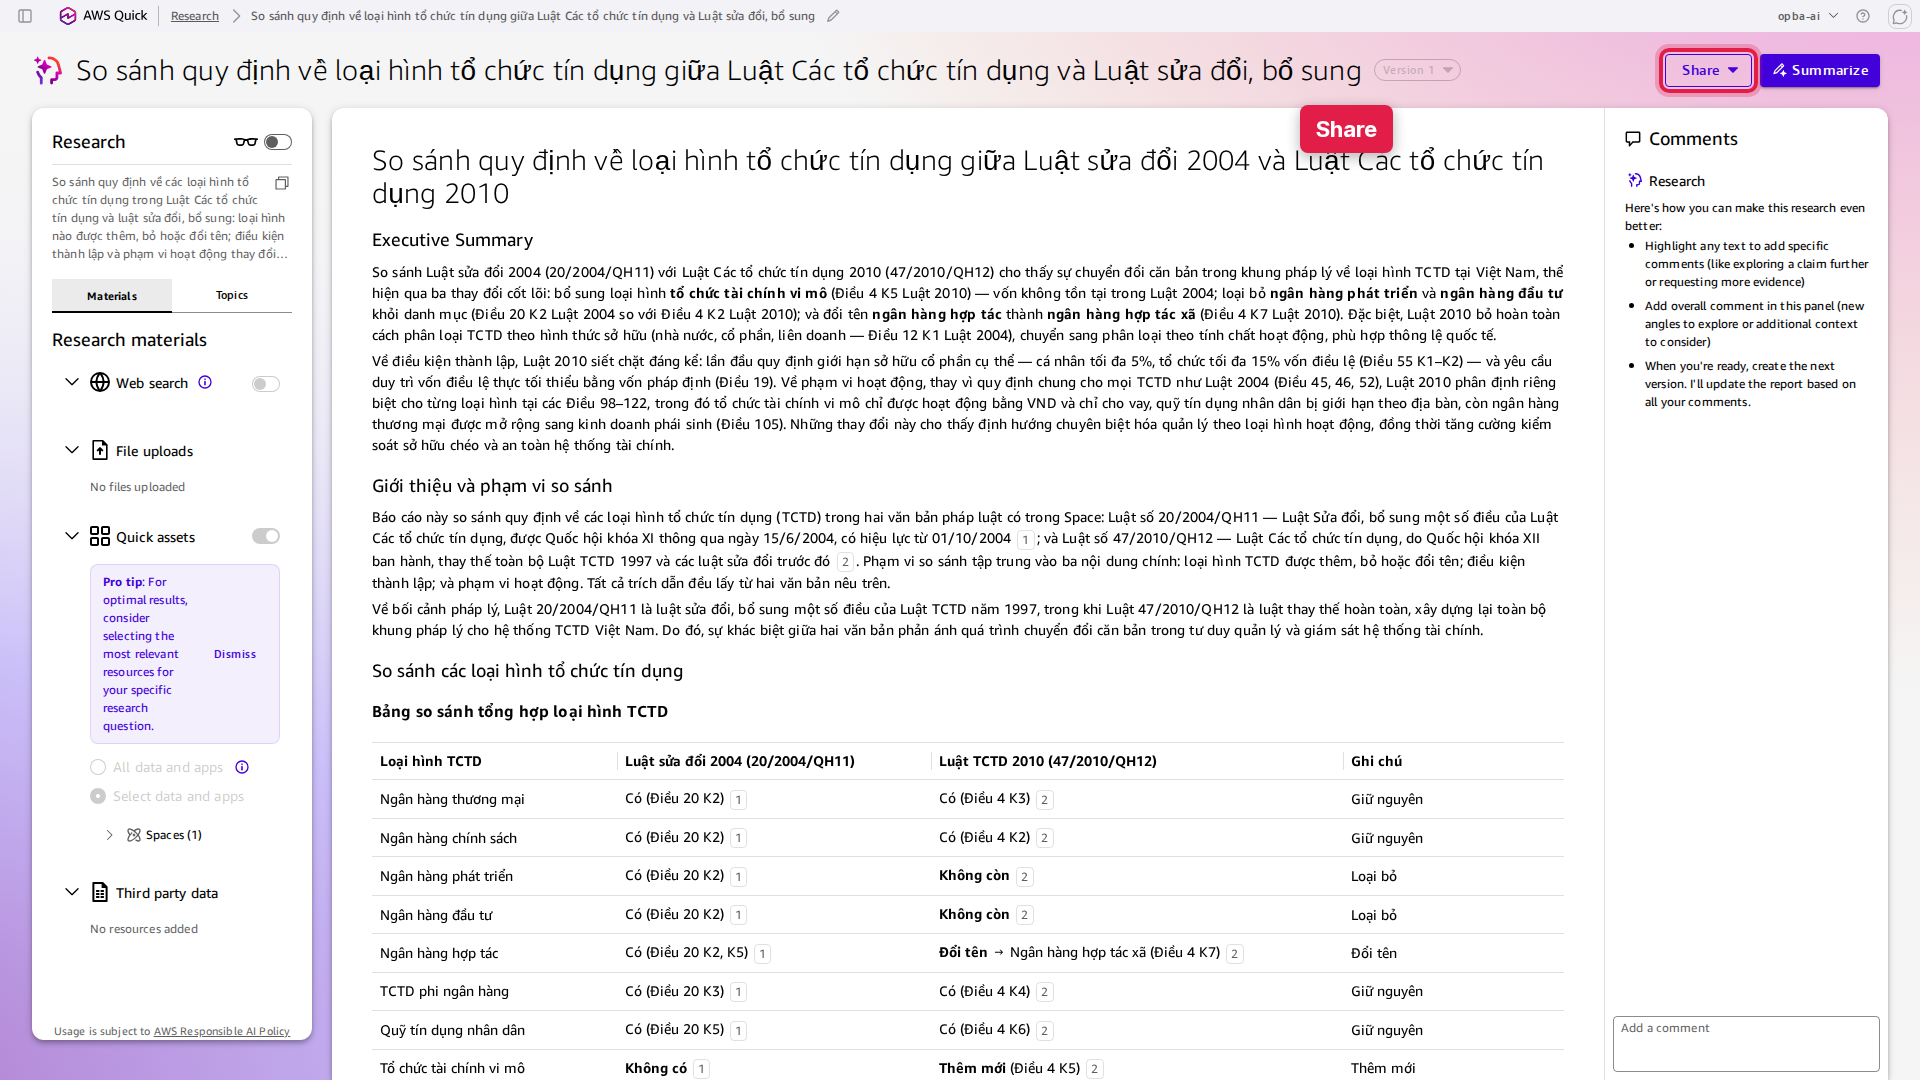 AWS Quick
Research
So sánh quy định về loại hình tổ chức tín dụng giữa Luật Các tổ chức tín dụng và Luật sửa đổi, bổ sung
opba-ai
So sánh quy định về loại hình tổ chức tín dụng giữa Luật Các tổ chức tín dụng và Luật sửa đổi, bổ sung
Version 1
Share
Summarize
Share
Research
So sánh quy định về các loại hình tổ
chức tín dụng trong Luật Các tổ chức
tín dụng và luật sửa đổi, bổ sung: loại hình
nào được thêm, bỏ hoặc đổi tên; điều kiện
thành lập và phạm vi hoạt động thay đổi...
Materials
Topics
Research materials
Web search
File uploads
No files uploaded
Quick assets
Pro tip: For
optimal results,
consider
selecting the
most relevant
resources for
your specific
research
question.
Dismiss
All data and apps
Select data and apps
Spaces (1)
Third party data
No resources added
Usage is subject to AWS Responsible AI Policy
So sánh quy định về loại hình tổ chức tín dụng giữa Luật sửa đổi 2004 và Luật Các tổ chức tín
dụng 2010
Executive Summary
So sánh Luật sửa đổi 2004 (20/2004/QH11) với Luật Các tổ chức tín dụng 2010 (47/2010/QH12) cho thấy sự chuyển đổi căn bản trong khung pháp lý về loại hình TCTD tại Việt Nam, thể
hiện qua ba thay đổi cốt lõi: bổ sung loại hình tổ chức tài chính vi mô (Điều 4 K5 Luật 2010) — vốn không tồn tại trong Luật 2004; loại bỏ ngân hàng phát triển và ngân hàng đầu tư
khỏi danh mục (Điều 20 K2 Luật 2004 so với Điều 4 K2 Luật 2010); và đổi tên ngân hàng hợp tác thành ngân hàng hợp tác xã (Điều 4 K7 Luật 2010). Đặc biệt, Luật 2010 bỏ hoàn toàn
cách phân loại TCTD theo hình thức sở hữu (nhà nước, cổ phần, liên doanh — Điều 12 K1 Luật 2004), chuyển sang phân loại theo tính chất hoạt động, phù hợp thông lệ quốc tế.
Về điều kiện thành lập, Luật 2010 siết chặt đáng kể: lần đầu quy định giới hạn sở hữu cổ phần cụ thể — cá nhân tối đa 5%, tổ chức tối đa 15% vốn điều lệ (Điều 55 K1–K2) — và yêu cầu
duy trì vốn điều lệ thực tối thiểu bằng vốn pháp định (Điều 19). Về phạm vi hoạt động, thay vì quy định chung cho mọi TCTD như Luật 2004 (Điều 45, 46, 52), Luật 2010 phân định riêng
biệt cho từng loại hình tại các Điều 98–122, trong đó tổ chức tài chính vi mô chỉ được hoạt động bằng VND và chỉ cho vay, quỹ tín dụng nhân dân bị giới hạn theo địa bàn, còn ngân hàng
thương mại được mở rộng sang kinh doanh phái sinh (Điều 105). Những thay đổi này cho thấy định hướng chuyên biệt hóa quản lý theo loại hình hoạt động, đồng thời tăng cường kiểm
soát sở hữu chéo và an toàn hệ thống tài chính.
Giới thiệu và phạm vi so sánh
Báo cáo này so sánh quy định về các loại hình tổ chức tín dụng (TCTD) trong hai văn bản pháp luật có trong Space: Luật số 20/2004/QH11 — Luật Sửa đổi, bổ sung một số điều của Luật
Các tổ chức tín dụng, được Quốc hội khóa XI thông qua ngày 15/6/2004, có hiệu lực từ 01/10/2004 1 ; và Luật số 47/2010/QH12 — Luật Các tổ chức tín dụng, do Quốc hội khóa XII
ban hành, thay thế toàn bộ Luật TCTD 1997 và các luật sửa đổi trước đó 2 . Phạm vi so sánh tập trung vào ba nội dung chính: loại hình TCTD được thêm, bỏ hoặc đổi tên; điều kiện
thành lập; và phạm vi hoạt động. Tất cả trích dẫn đều lấy từ hai văn bản nêu trên.
Về bối cảnh pháp lý, Luật 20/2004/QH11 là luật sửa đổi, bổ sung một số điều của Luật TCTD năm 1997, trong khi Luật 47/2010/QH12 là luật thay thế hoàn toàn, xây dựng lại toàn bộ
khung pháp lý cho hệ thống TCTD Việt Nam. Do đó, sự khác biệt giữa hai văn bản phản ánh quá trình chuyển đổi căn bản trong tư duy quản lý và giám sát hệ thống tài chính.
So sánh các loại hình tổ chức tín dụng
Bảng so sánh tổng hợp loại hình TCTD
Loại hình TCTD Luật sửa đổi 2004 (20/2004/QH11) Luật TCTD 2010 (47/2010/QH12) Ghi chú
Ngân hàng thương mại Có (Điều 20 K2) 1 Có (Điều 4 K3) 2 Giữ nguyên
Ngân hàng chính sách Có (Điều 20 K2) 1 Có (Điều 4 K2) 2 Giữ nguyên
Ngân hàng phát triển Có (Điều 20 K2) 1 Không còn 2 Loại bỏ
Ngân hàng đầu tư Có (Điều 20 K2) 1 Không còn 2 Loại bỏ
Ngân hàng hợp tác Có (Điều 20 K2, K5) 1 Đổi tên → Ngân hàng hợp tác xã (Điều 4 K7) 2 Đổi tên
TCTD phi ngân hàng Có (Điều 20 K3) 1 Có (Điều 4 K4) 2 Giữ nguyên
Quỹ tín dụng nhân dân Có (Điều 20 K5) 1 Có (Điều 4 K6) 2 Giữ nguyên
Tổ chức tài chính vi mô Không có 1 Thêm mới (Điều 4 K5) 2 Thêm mới
Comments
Research
Here's how you can make this research even
better:
Highlight any text to add specific
comments (like exploring a claim further
or requesting more evidence)
Add overall comment in this panel (new
angles to explore or additional context
to consider)
When you're ready, create the next
version. I'll update the report based on
all your comments.
Add a comment